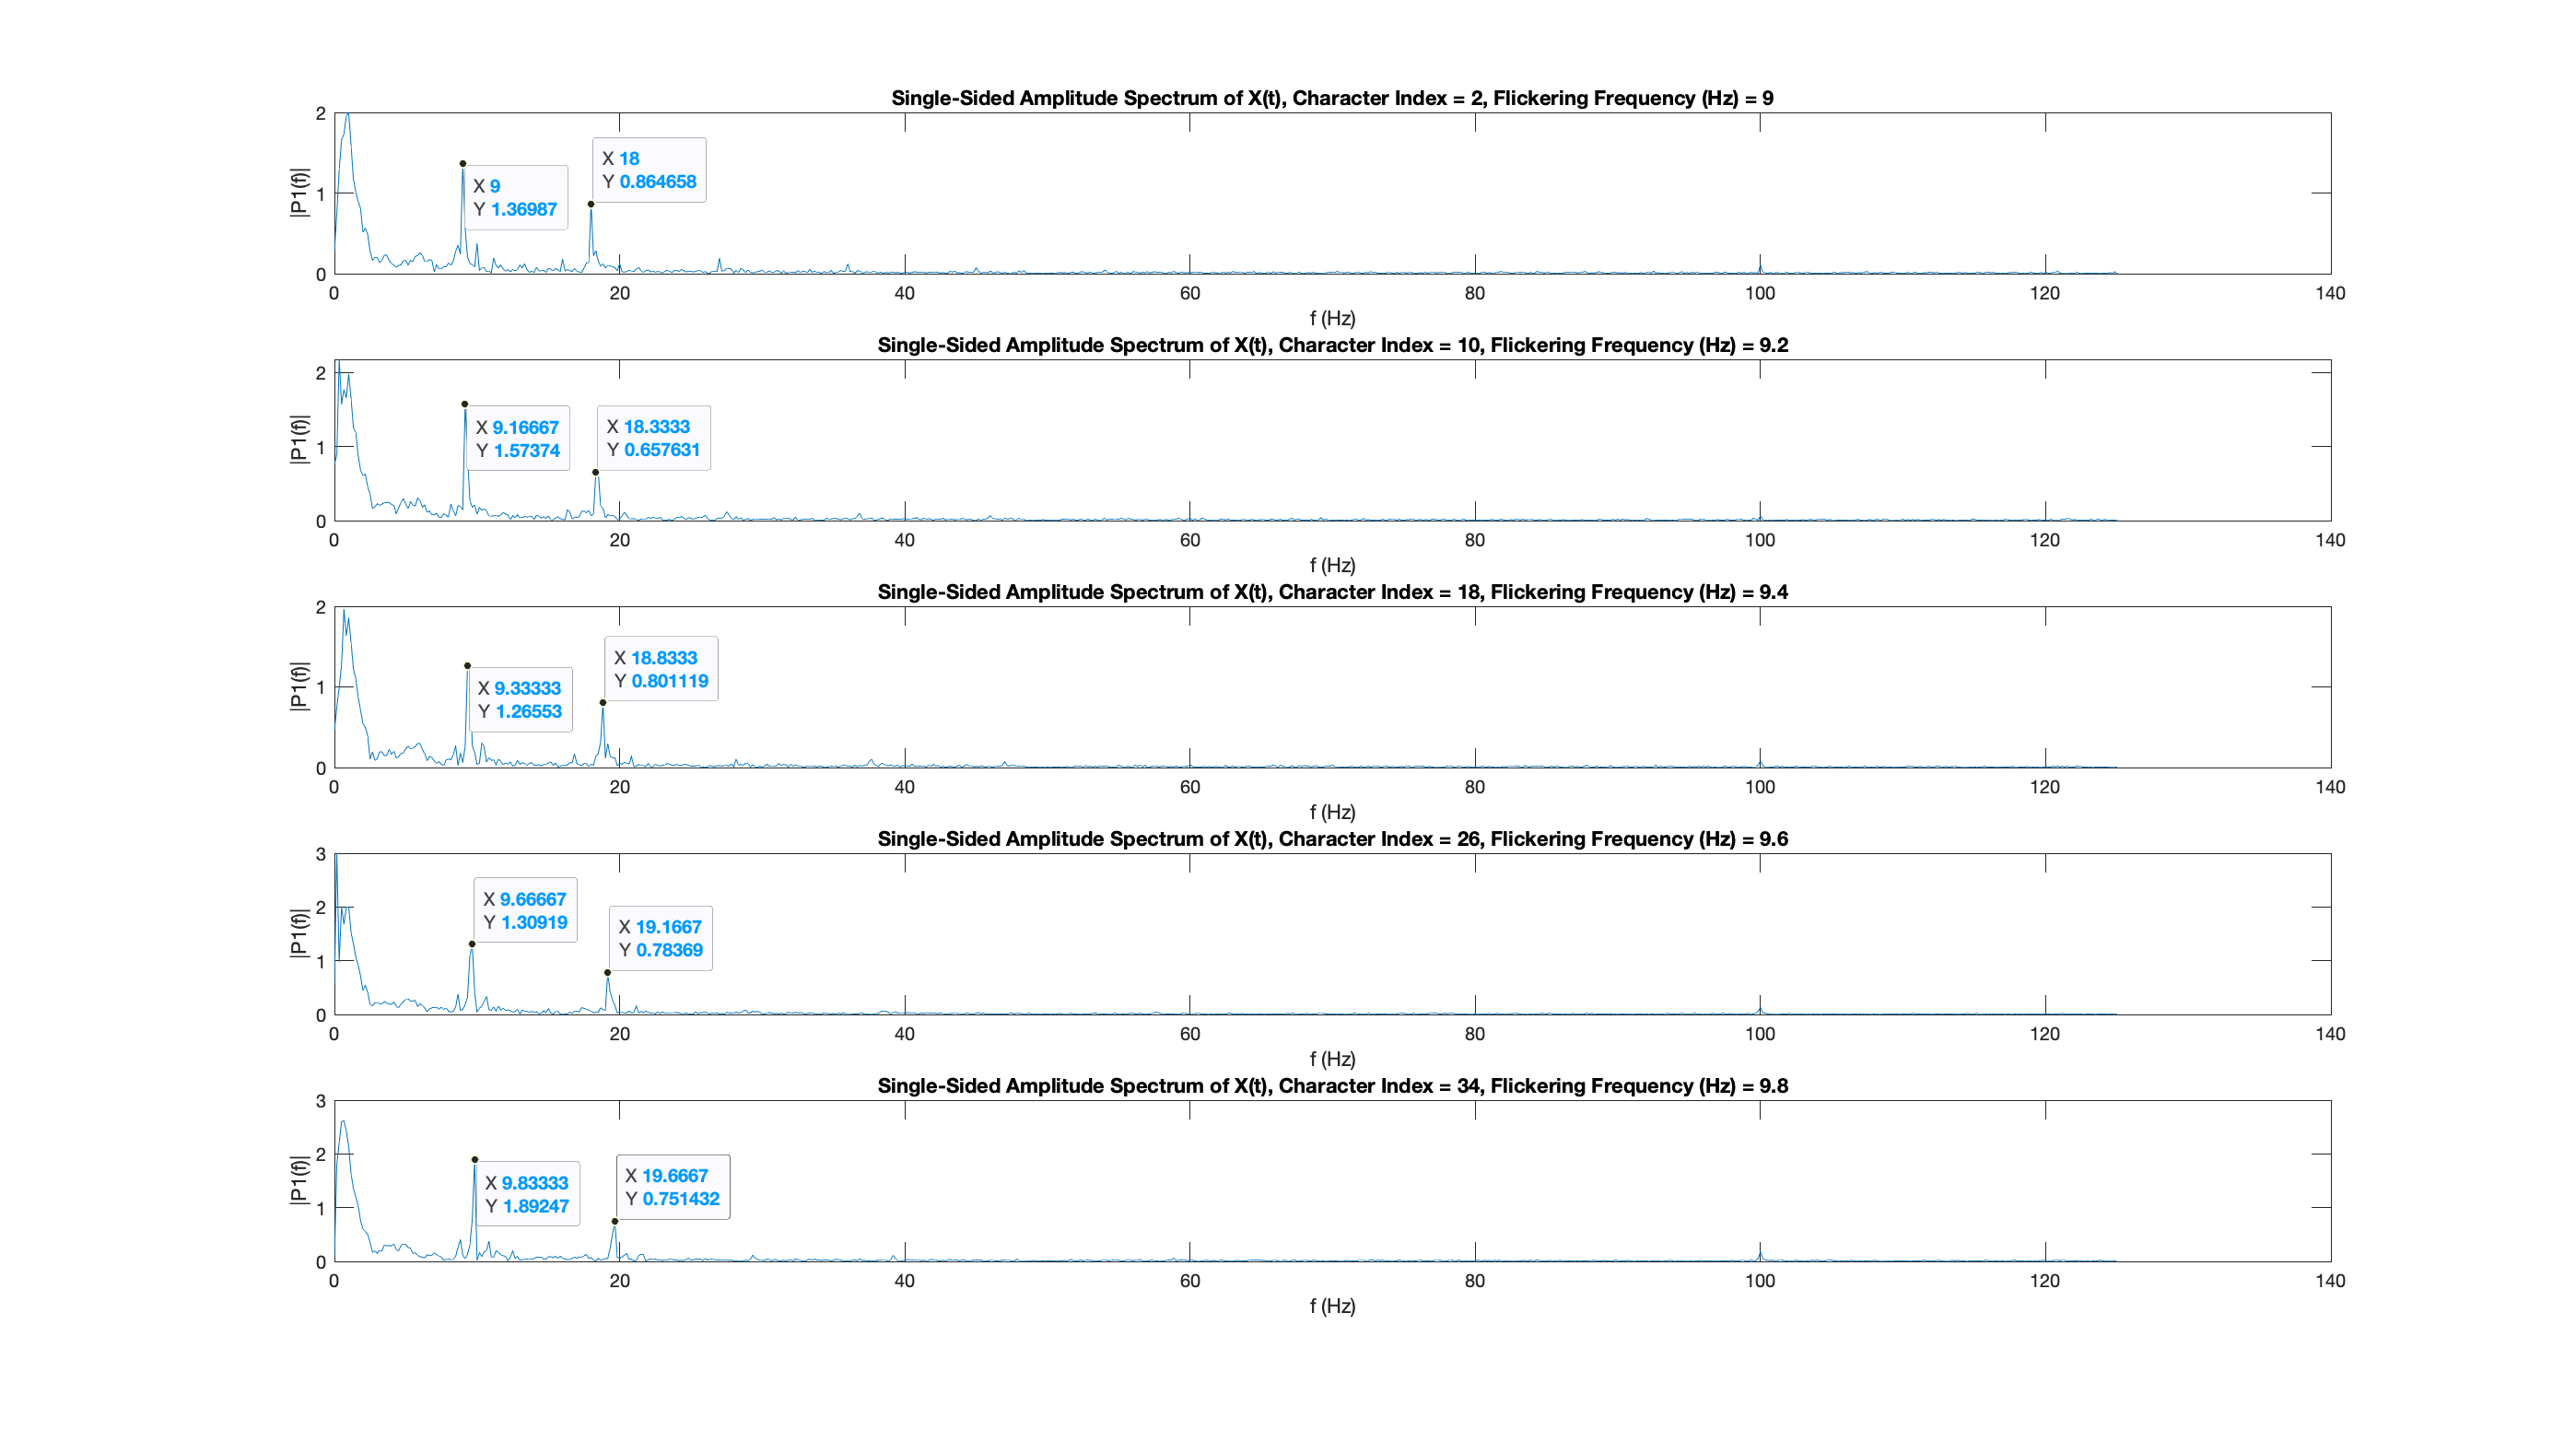 Single-Sided Amplitude Spectrum of X(t), Character Index = 2, Flickering Frequency (Hz) = 9
|P1(f)|
2
1
0
X 9
Y 1.36987
X 18
Y 0.864658
0 20 40 60 80 100 120 140
f (Hz)
Single-Sided Amplitude Spectrum of X(t), Character Index = 10, Flickering Frequency (Hz) = 9.2
|P1(f)|
2
1
0
X 9.16667
Y 1.57374
X 18.3333
Y 0.657631
0 20 40 60 80 100 120 140
f (Hz)
Single-Sided Amplitude Spectrum of X(t), Character Index = 18, Flickering Frequency (Hz) = 9.4
|P1(f)|
2
1
0
X 9.33333
Y 1.26553
X 18.8333
Y 0.801119
0 20 40 60 80 100 120 140
f (Hz)
Single-Sided Amplitude Spectrum of X(t), Character Index = 26, Flickering Frequency (Hz) = 9.6
|P1(f)|
3
2
1
0
X 9.66667
Y 1.30919
X 19.1667
Y 0.78369
0 20 40 60 80 100 120 140
f (Hz)
Single-Sided Amplitude Spectrum of X(t), Character Index = 34, Flickering Frequency (Hz) = 9.8
|P1(f)|
3
2
1
0
X 9.83333
Y 1.89247
X 19.6667
Y 0.751432
0 20 40 60 80 100 120 140
f (Hz)